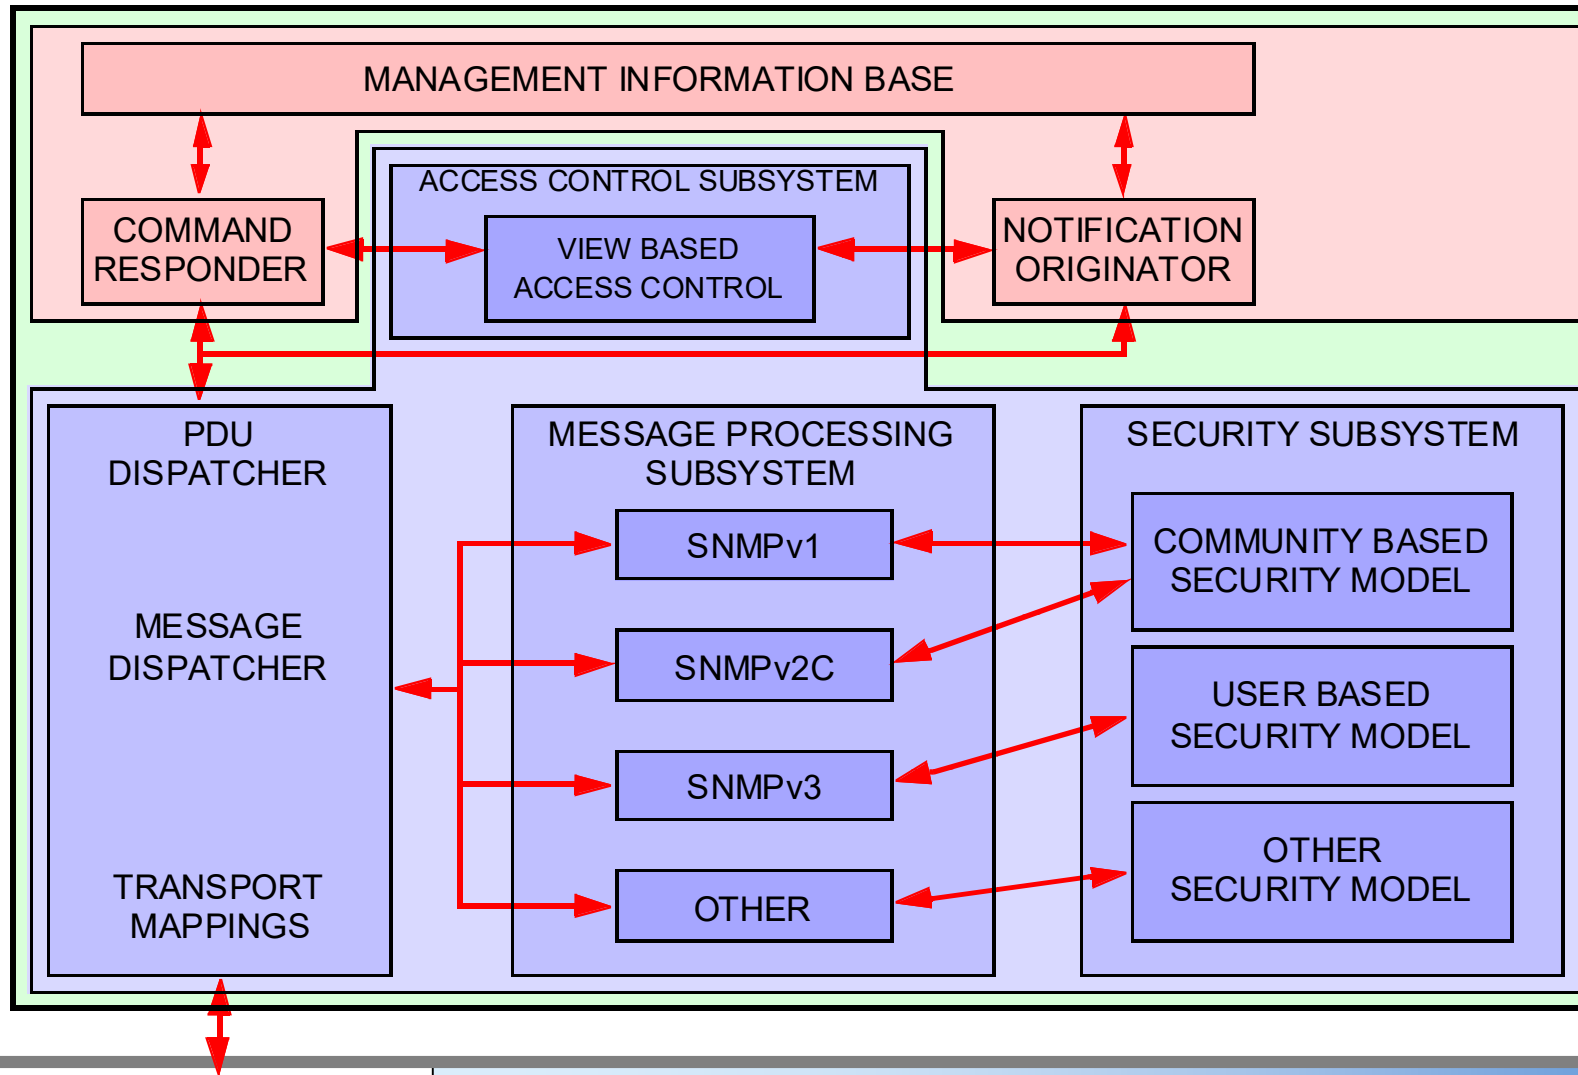 MANAGEMENT INFORMATION BASE
ACCESS CONTROL SUBSYSTEM
COMMAND
RESPONDER
VIEW BASED
ACCESS CONTROL
NOTIFICATION
ORIGINATOR
PDU
DISPATCHER
MESSAGE
DISPATCHER
TRANSPORT
MAPPINGS
MESSAGE PROCESSING
SUBSYSTEM
SNMPv1
SNMPv2C
SNMPv3
OTHER
SECURITY SUBSYSTEM
COMMUNITY BASED
SECURITY MODEL
USER BASED
SECURITY MODEL
OTHER
SECURITY MODEL